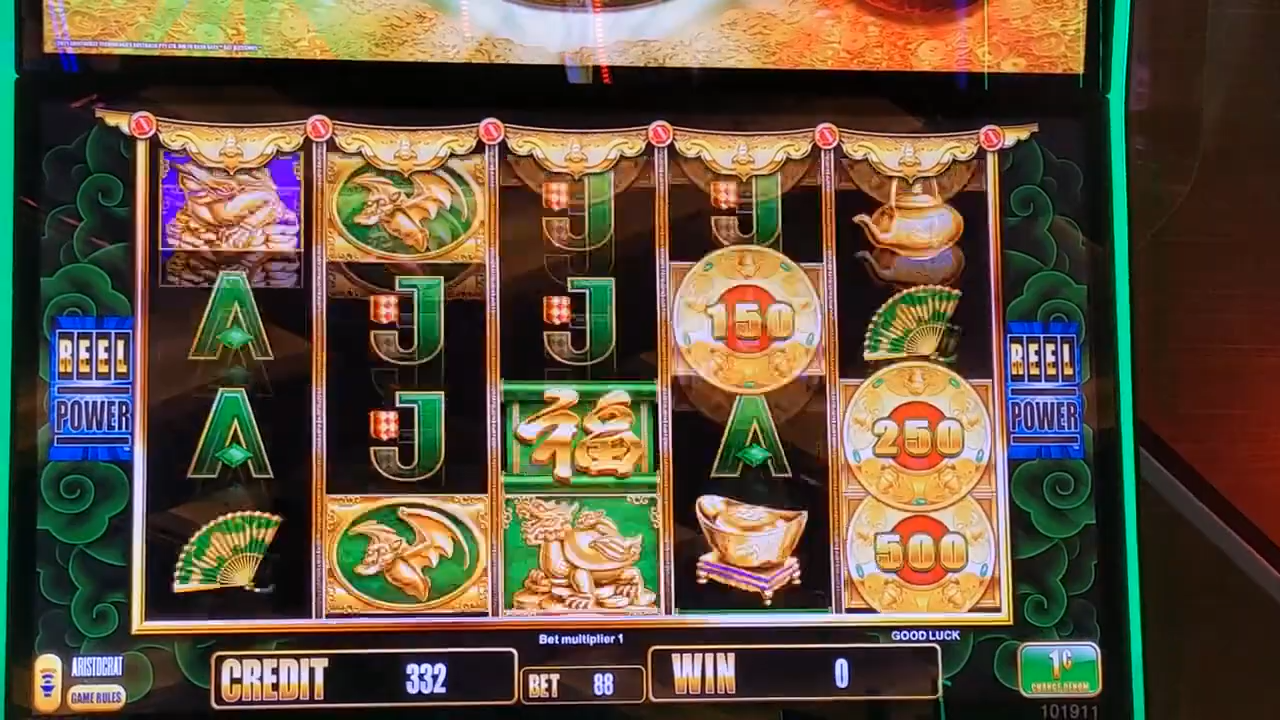 J J
A J J 150
REEL REEL
POWER POWER
A J 福 A 250
500
Bet multiplier 1
GOOD LUCK
ARISTOCRAT
GAME RULES
CREDIT 332
BET 88
WIN 0
1¢
CHANGE DENOM
101911